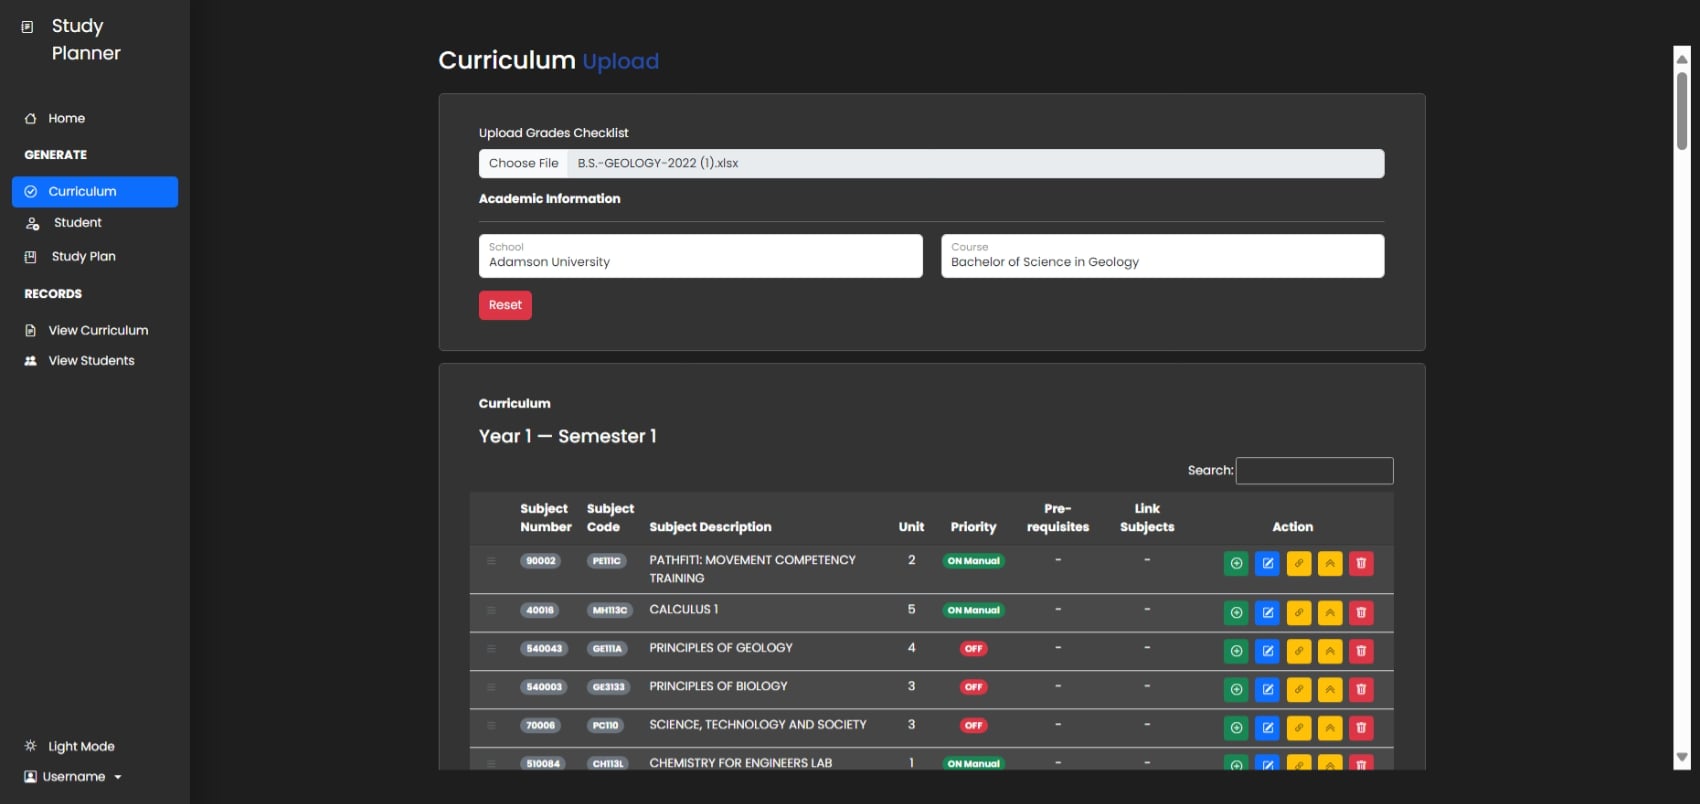 Study
Planner
Home
GENERATE
Curriculum
Student
Study Plan
RECORDS
View Curriculum
View Students
Light Mode
Username
Curriculum Upload
Upload Grades Checklist
Choose File B.S.-GEOLOGY-2022 (1).xlsx
Academic Information
School
Adamson University
Course
Bachelor of Science in Geology
Reset
Curriculum
Year 1 — Semester 1
Search:
Subject Number Subject Code Subject Description Unit Priority Pre-requisites Link Subjects Action
90002 PE111C PATHFIT1: MOVEMENT COMPETENCY TRAINING 2 ON Manual - -
40016 MH113C CALCULUS 1 5 ON Manual - -
540043 GE111A PRINCIPLES OF GEOLOGY 4 OFF - -
540003 GE3133 PRINCIPLES OF BIOLOGY 3 OFF - -
70006 PC110 SCIENCE, TECHNOLOGY AND SOCIETY 3 OFF - -
510084 CH113L CHEMISTRY FOR ENGINEERS LAB 1 ON Manual - -